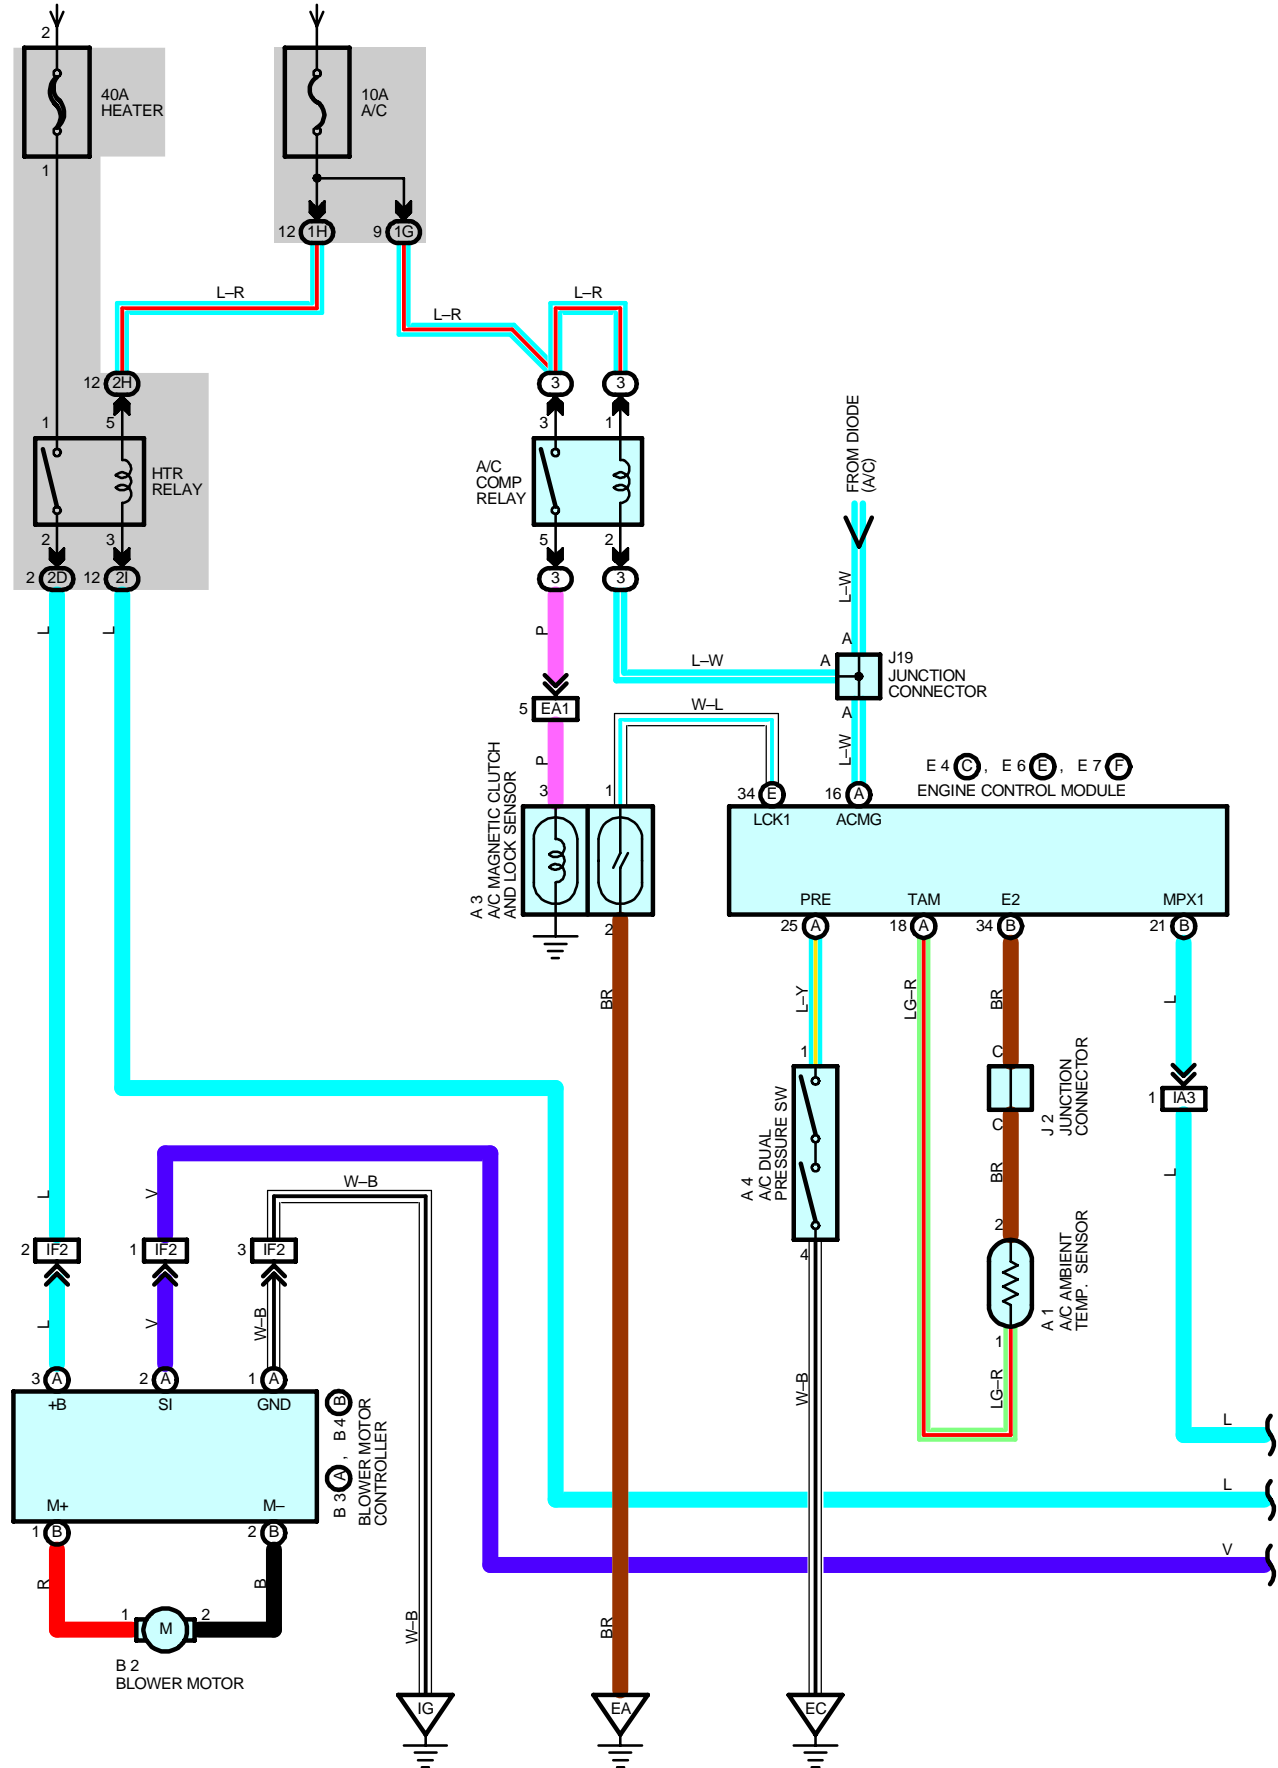 2
40A
HEATER
1
10A
A/C
12 1H
9 1G
L–R
L–R
L–R
12 2H
3
3
1
5
3
1
HTR
RELAY
A/C
COMP
RELAY
FROM DIODE
(A/C)
2
3
5
2
2 2D
12 2I
3
3
L
L
P
L–W
L–W
A
A
J19
JUNCTION
CONNECTOR
A
5 EA1
W–L
L–W
P
A 3
A/C MAGNETIC CLUTCH
AND LOCK SENSOR
3
1
2
E 4 C , E 6 E , E 7 F
ENGINE CONTROL MODULE
34 E
16 A
LCK1
ACMG
PRE
TAM
E2
MPX1
25 A
18 A
34 B
21 B
BR
L–Y
LG–R
BR
L
1
A 4
A/C DUAL
PRESSURE SW
4
C
C
J 2
JUNCTION
CONNECTOR
1 IA3
BR
L
2
A 1
A/C AMBIENT
TEMP. SENSOR
1
LG–R
W–B
L
V
W–B
2 IF2
1 IF2
3 IF2
L
V
W–B
3 A
2 A
1 A
+B
SI
GND
B 3 A , B 4 B
BLOWER MOTOR
CONTROLLER
M+
M–
1 B
2 B
R
B
1
M
2
B 2
BLOWER MOTOR
L
L
V
W–B
BR
IG
EA
EC